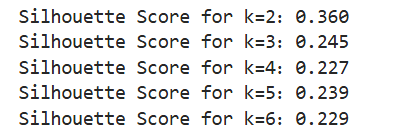 Silhouette Score for k=2: 0.360
Silhouette Score for k=3: 0.245
Silhouette Score for k=4: 0.227
Silhouette Score for k=5: 0.239
Silhouette Score for k=6: 0.229